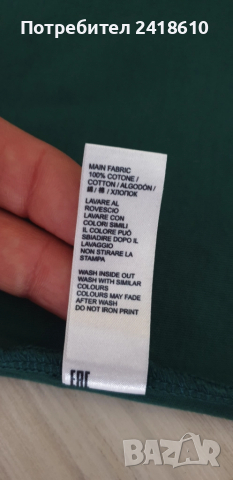 Потребител 2418610
MAIN FABRIC
100% COTONE /
COTTON / ALGODÓN /
綿 / 棉 / ХЛОПОК
LAVARE AL
ROVESCIO
LAVARE CON
COLORI SIMILI
IL COLORE PUÒ
SBIADIRE DOPO IL
LAVAGGIO
NON STIRARE LA
STAMPA
WASH INSIDE OUT
WASH WITH SIMILAR
COLOURS
COLOURS MAY FADE
AFTER WASH
DO NOT IRON PRINT
EAC
BAZAR